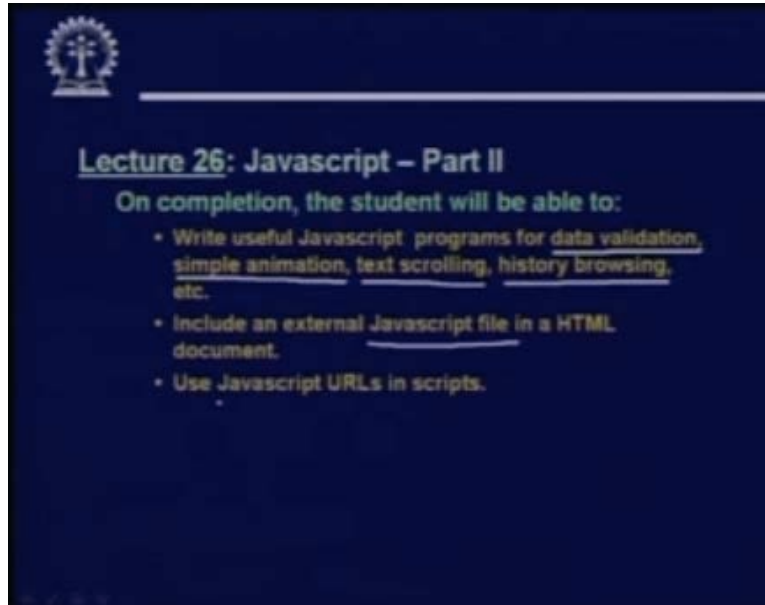 Lecture 26: Javascript – Part II
On completion, the student will be able to:
• Write useful Javascript programs for data validation,
simple animation, text scrolling, history browsing,
etc.
• Include an external Javascript file in a HTML
document.
• Use Javascript URLs in scripts.